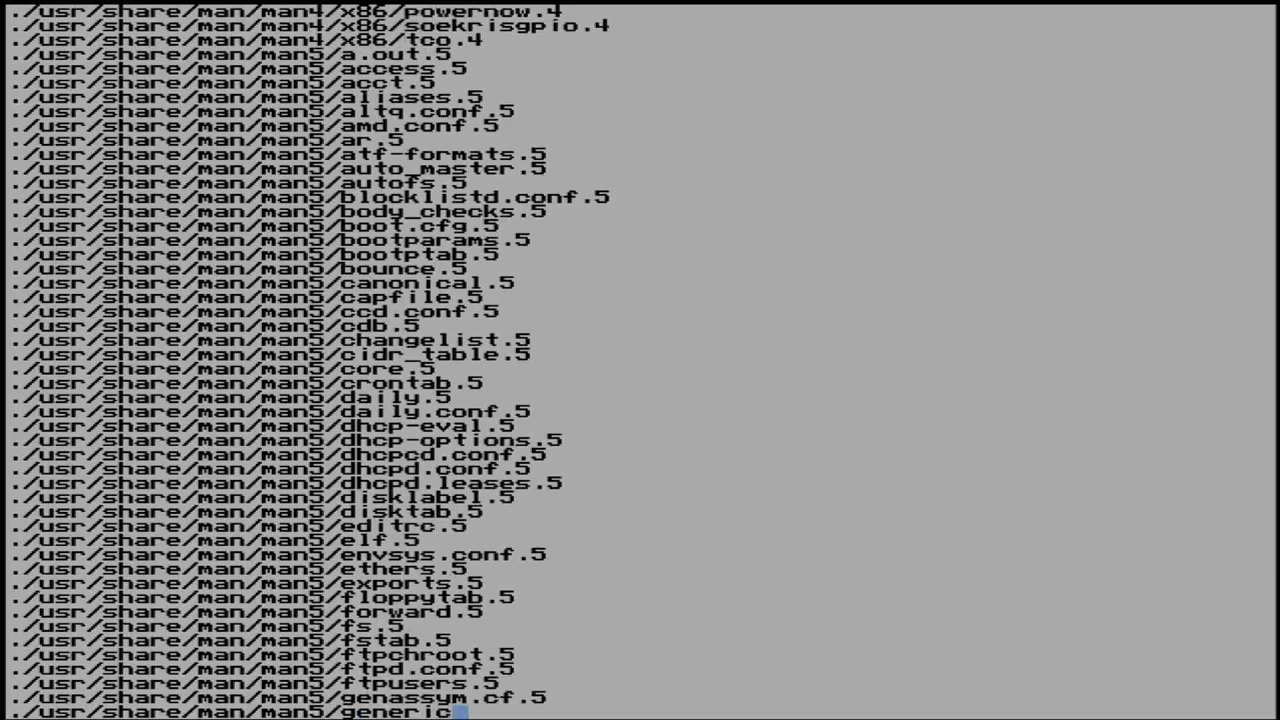 ./usr/share/man/man4/x86/powernow.4
./usr/share/man/man4/x86/soekrisgpio.4
./usr/share/man/man4/x86/tco.4
./usr/share/man/man5/a.out.5
./usr/share/man/man5/access.5
./usr/share/man/man5/acct.5
./usr/share/man/man5/aliases.5
./usr/share/man/man5/altq.conf.5
./usr/share/man/man5/amd.conf.5
./usr/share/man/man5/ar.5
./usr/share/man/man5/atf-formats.5
./usr/share/man/man5/auto_master.5
./usr/share/man/man5/autofs.5
./usr/share/man/man5/blocklistd.conf.5
./usr/share/man/man5/body_checks.5
./usr/share/man/man5/boot.cfg.5
./usr/share/man/man5/bootparams.5
./usr/share/man/man5/bootptab.5
./usr/share/man/man5/bounce.5
./usr/share/man/man5/canonical.5
./usr/share/man/man5/capfile.5
./usr/share/man/man5/ccd.conf.5
./usr/share/man/man5/cdb.5
./usr/share/man/man5/changelist.5
./usr/share/man/man5/cidr_table.5
./usr/share/man/man5/core.5
./usr/share/man/man5/crontab.5
./usr/share/man/man5/daily.5
./usr/share/man/man5/daily.conf.5
./usr/share/man/man5/dhcp-eval.5
./usr/share/man/man5/dhcp-options.5
./usr/share/man/man5/dhcpcd.conf.5
./usr/share/man/man5/dhcpd.conf.5
./usr/share/man/man5/dhcpd.leases.5
./usr/share/man/man5/disklabel.5
./usr/share/man/man5/disktab.5
./usr/share/man/man5/editrc.5
./usr/share/man/man5/elf.5
./usr/share/man/man5/envsys.conf.5
./usr/share/man/man5/ethers.5
./usr/share/man/man5/exports.5
./usr/share/man/man5/floppytab.5
./usr/share/man/man5/forward.5
./usr/share/man/man5/fs.5
./usr/share/man/man5/fstab.5
./usr/share/man/man5/ftpchroot.5
./usr/share/man/man5/ftpd.conf.5
./usr/share/man/man5/ftpusers.5
./usr/share/man/man5/genassym.cf.5
./usr/share/man/man5/generic